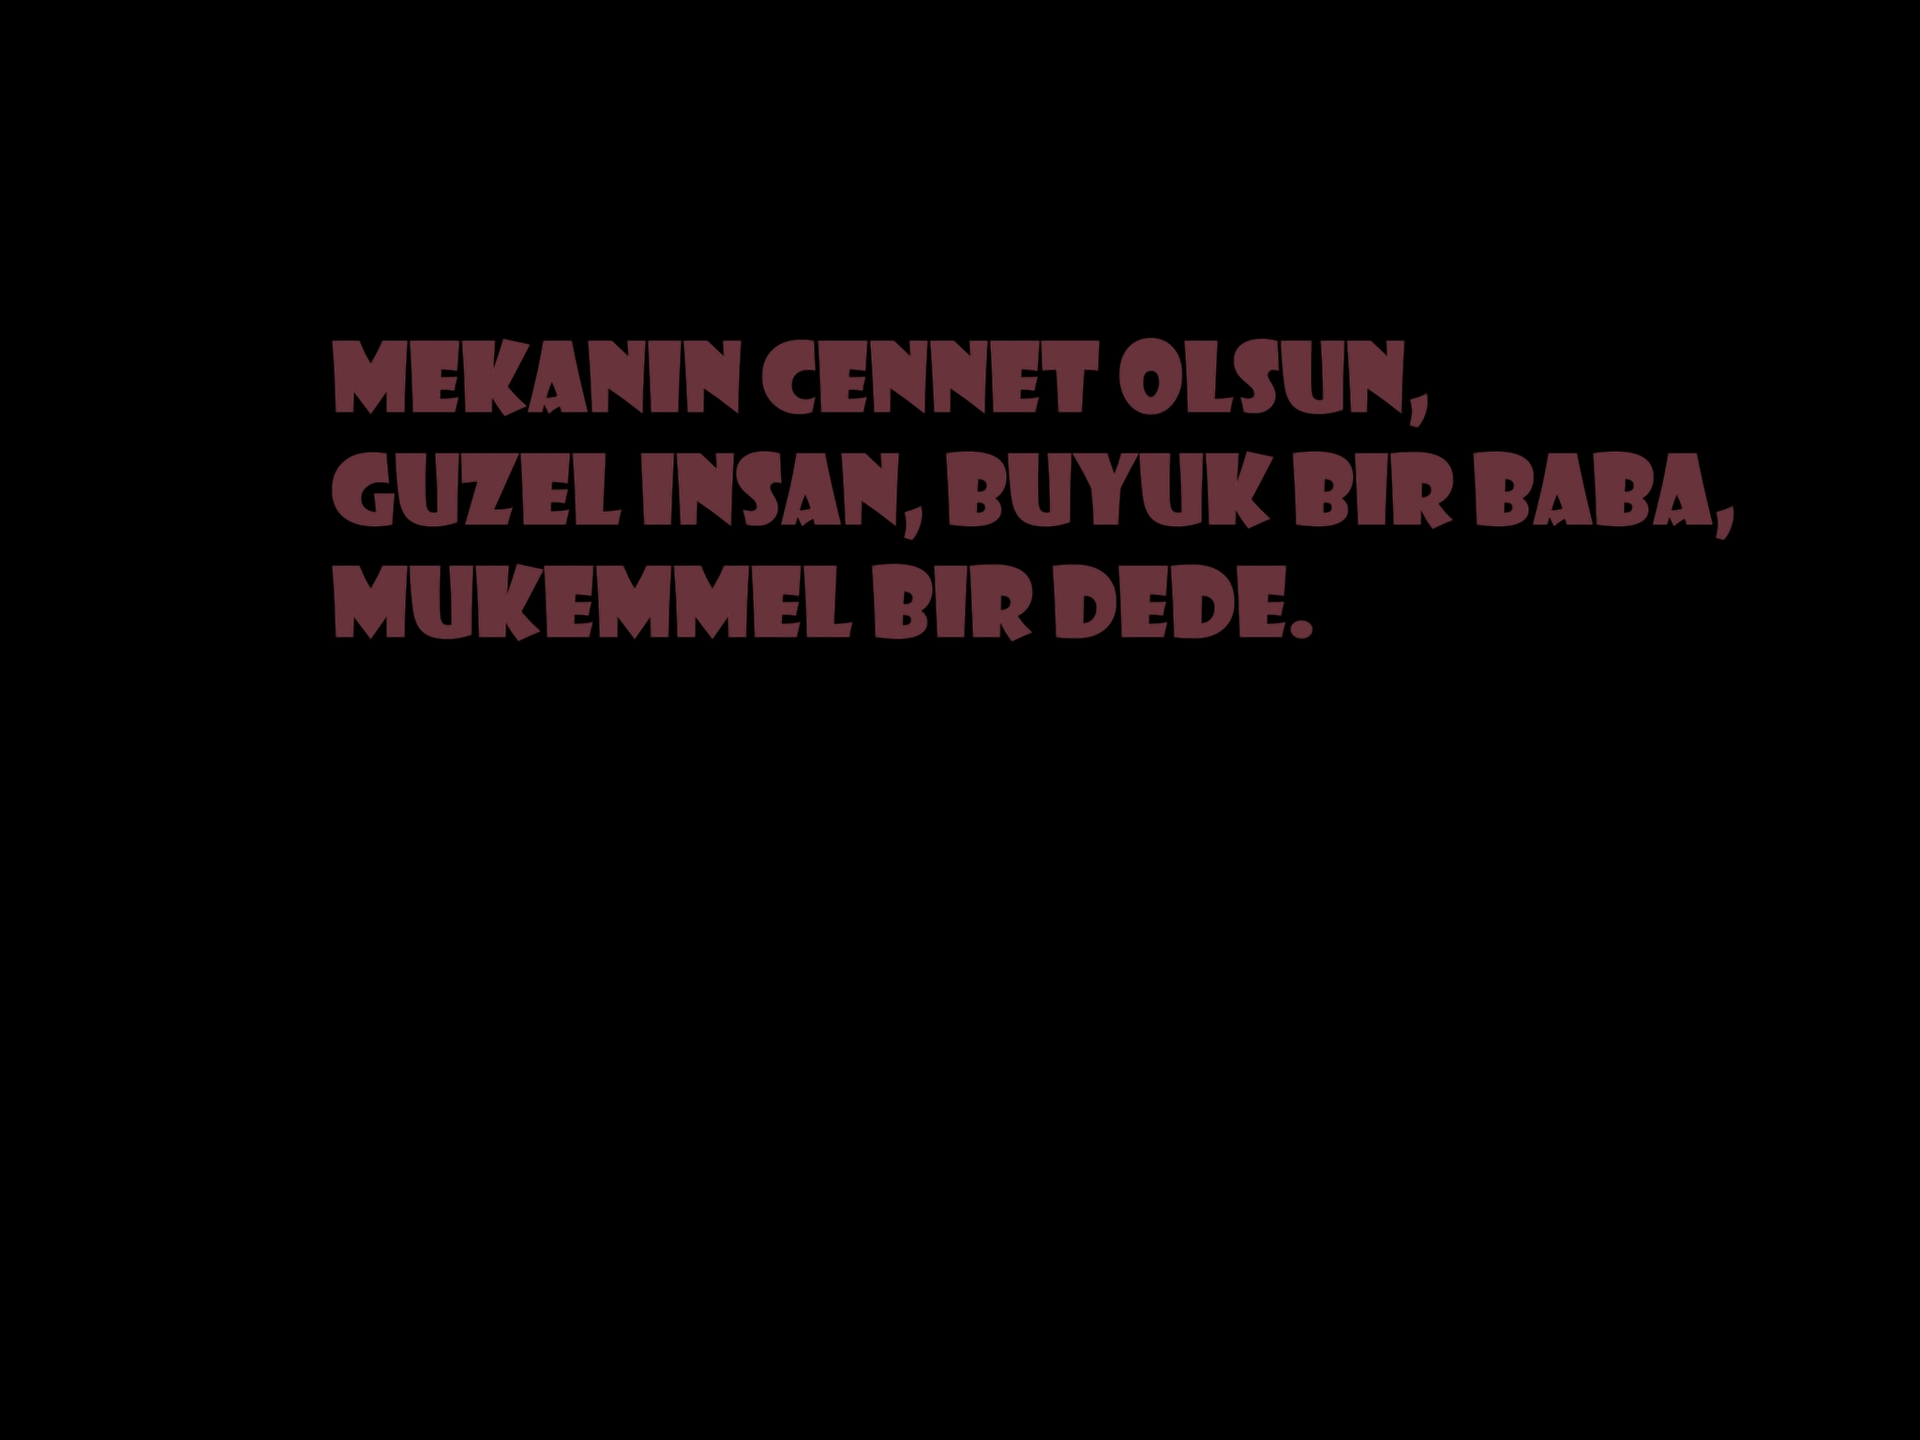 MEKANIN CENNET OLSUN,
GUZEL INSAN, BUYUK BIR BABA,
MUKEMMEL BIR DEDE.